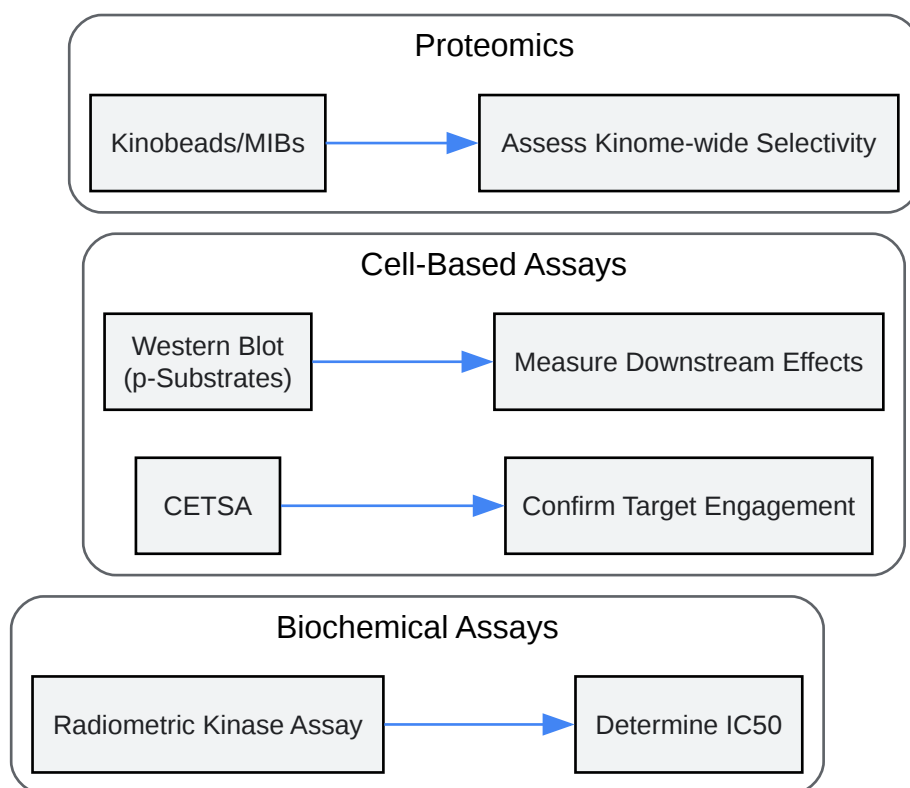 Proteomics
Kinobeads/MIBs
Assess Kinome-wide Selectivity
Cell-Based Assays
Western Blot
(p-Substrates)
Measure Downstream Effects
CETSA
Confirm Target Engagement
Biochemical Assays
Radiometric Kinase Assay
Determine IC50